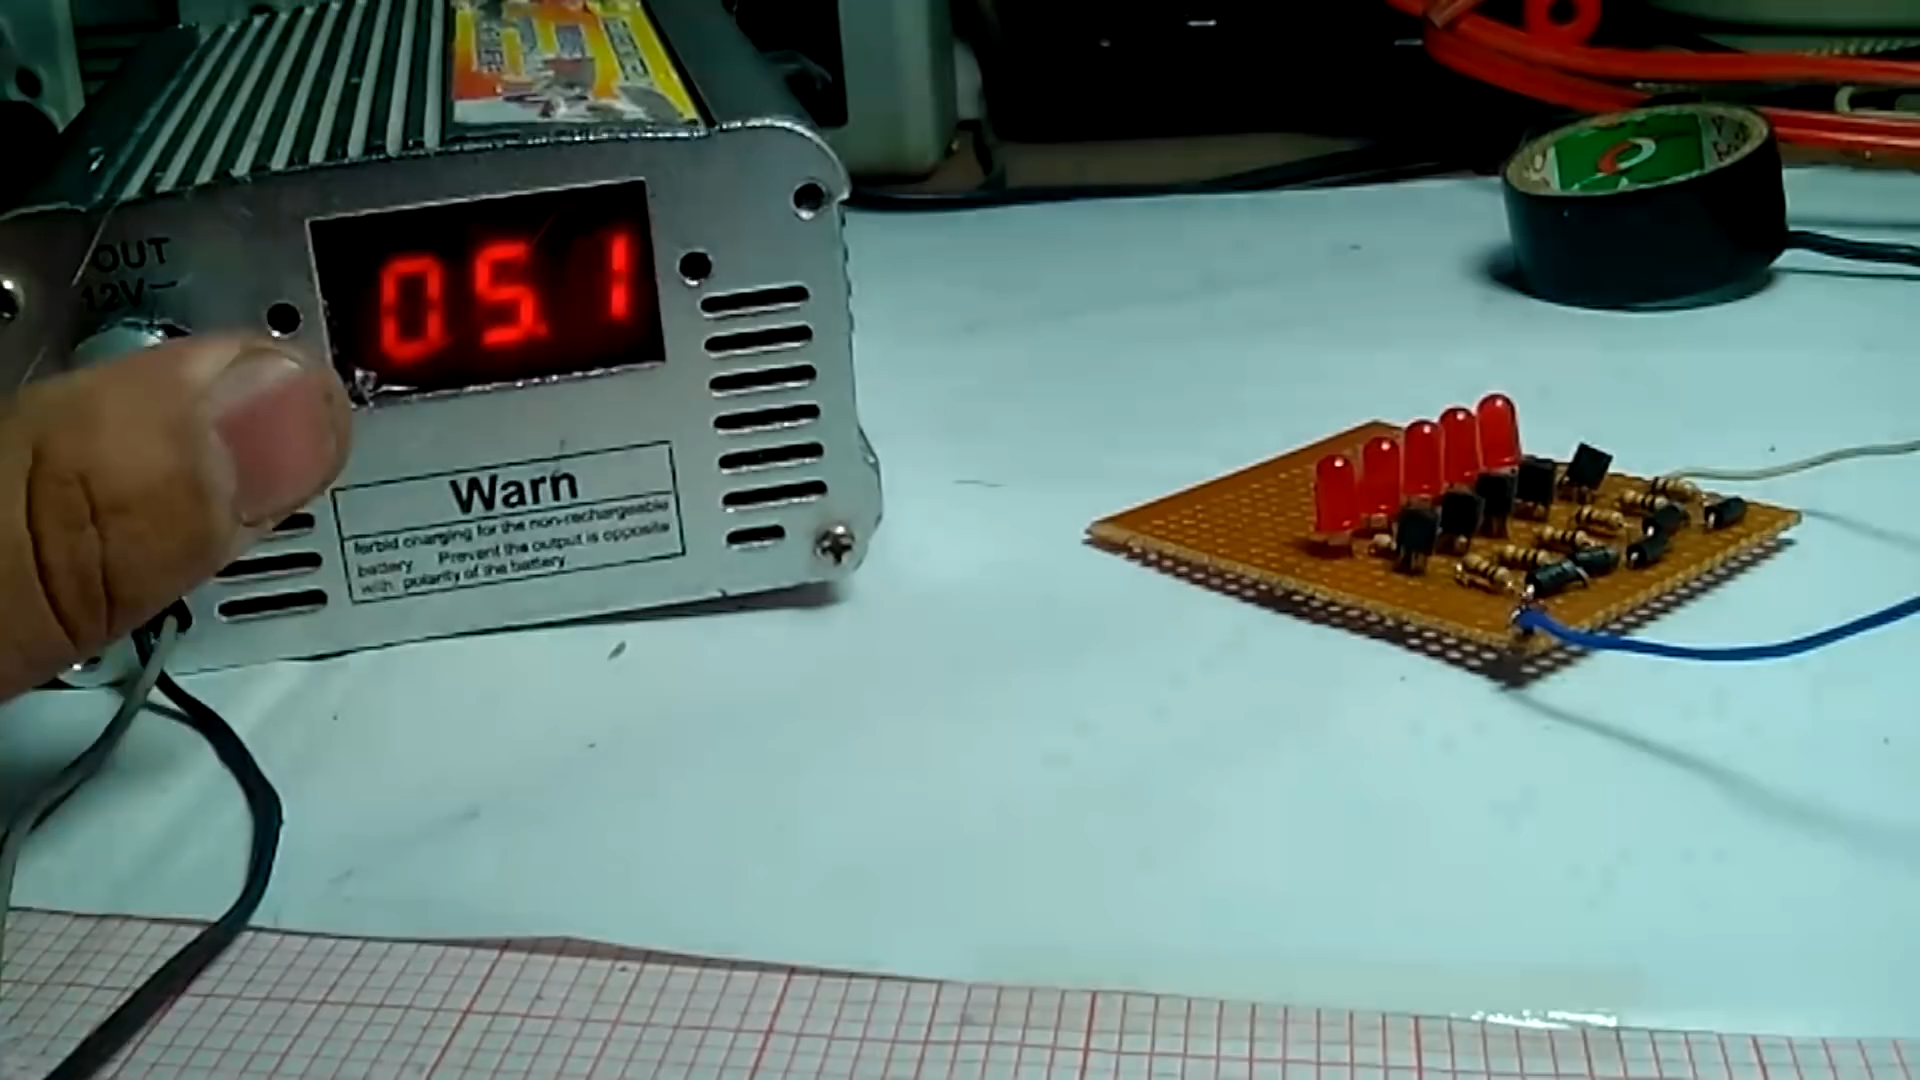 OUT
12V
05.1
Warn
forbid charging for the non-rechargeable
battery Prevent the output is opposite
with polarity of the battery